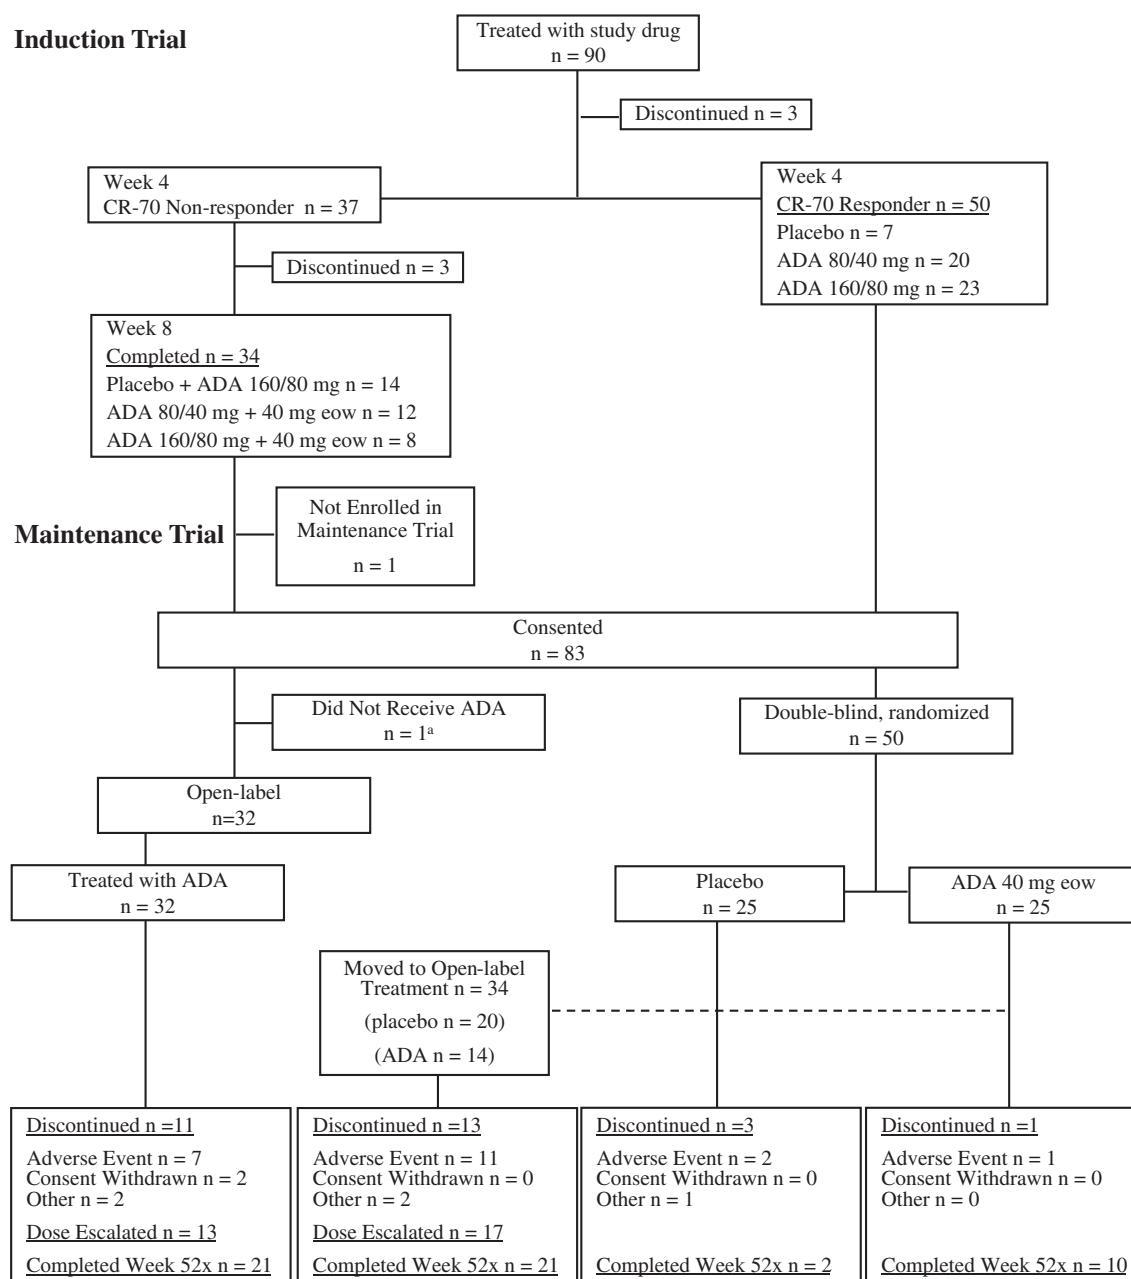 Induction Trial
Treated with study drug
n = 90
Discontinued n = 3
Week 4
CR-70 Non-responder n = 37
Week 4
CR-70 Responder n = 50
Placebo n = 7
ADA 80/40 mg n = 20
ADA 160/80 mg n = 23
Discontinued n = 3
Week 8
Completed n = 34
Placebo + ADA 160/80 mg n = 14
ADA 80/40 mg + 40 mg eow n = 12
ADA 160/80 mg + 40 mg eow n = 8
Not Enrolled in
Maintenance Trial
n = 1
Maintenance Trial
Consented
n = 83
Did Not Receive ADA
n = 1ᵃ
Double-blind, randomized
n = 50
Open-label
n=32
Treated with ADA
n = 32
Placebo
n = 25
ADA 40 mg eow
n = 25
Moved to Open-label
Treatment n = 34
(placebo n = 20)
(ADA n = 14)
Discontinued n =11
Adverse Event n = 7
Consent Withdrawn n = 2
Other n = 2
Dose Escalated n = 13
Completed Week 52x n = 21
Discontinued n =13
Adverse Event n = 11
Consent Withdrawn n = 0
Other n = 2
Dose Escalated n = 17
Completed Week 52x n = 21
Discontinued n =3
Adverse Event n = 2
Consent Withdrawn n = 0
Other n = 1
Completed Week 52x n = 2
Discontinued n =1
Adverse Event n = 1
Consent Withdrawn n = 0
Other n = 0
Completed Week 52x n = 10